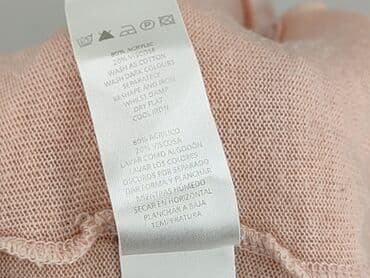 80% ACRYLIC
20% VISCOSE
WASH AS COTTON
WASH DARK COLOURS
SEPARATELY
RESHAPE AND IRON
WHILST DAMP
DRY FLAT
COOL IRON
80% ACRÍLICO
20% VISCOSA
LAVAR COMO ALGODÓN
LAVAR LOS COLORES
OSCUROS POR SEPARADO
DAR FORMA Y PLANCHAR
MIENTRAS HÚMEDO
SECAR EN HORIZONTAL
PLANCHAR A BAJA
TEMPERATURA